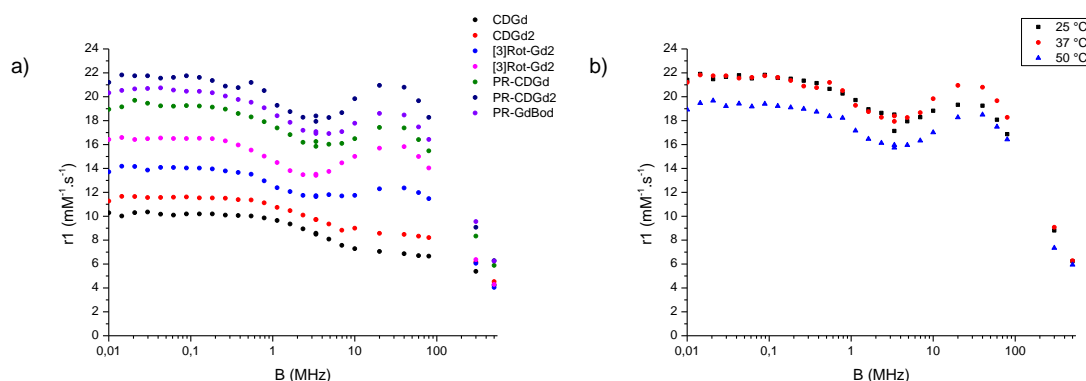 a)
r1 (mM⁻¹.s⁻¹)
24
22
20
18
16
14
12
10
8
6
4
2
0
0,01
0,1
1
10
100
B (MHz)
CDGd
CDGd2
[3]Rot-Gd2
[3]Rot-Gd2
PR-CDGd
PR-CDGd2
PR-GdBod
b)
r1 (mM⁻¹.s⁻¹)
24
22
20
18
16
14
12
10
8
6
4
2
0
0,01
0,1
1
10
100
B (MHz)
25 °C
37 °C
50 °C